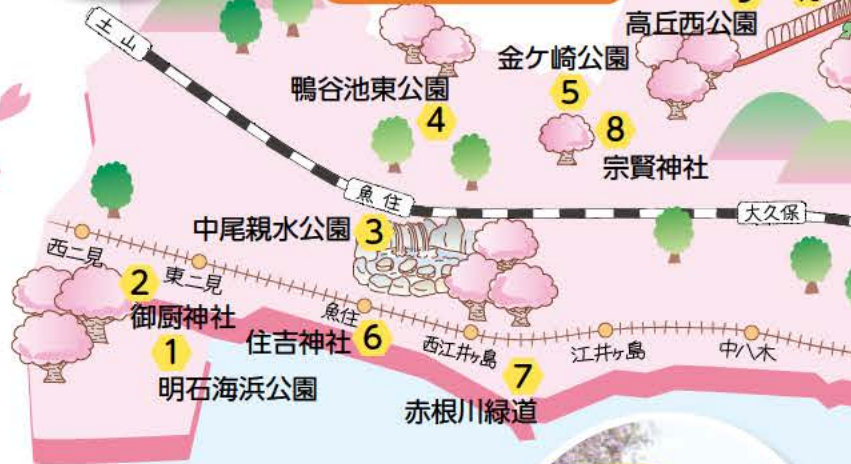 高丘西公園
土山
金ケ崎公園
鴨谷池東公園
5
4
8
宗賢神社
魚住
大久保
中尾親水公園
3
西二見
東二見
2
御厨神社
魚住
住吉神社
6
西江井ヶ島
江井ヶ島
中八木
1
明石海浜公園
7
赤根川緑道